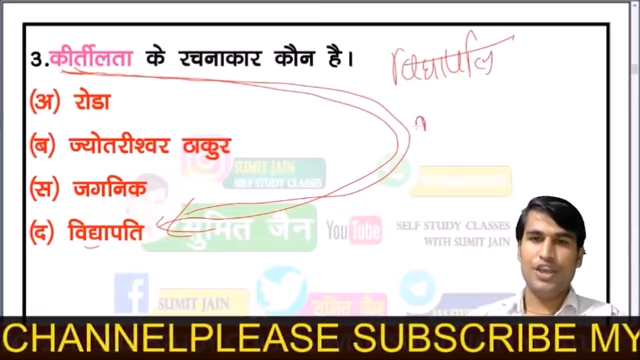 3. कीर्तीलता के रचनाकार कौन है।
विद्यापति
(अ) रोडा
(ब) ज्योतरीश्वर ठाकुर
(स) जगनिक
(द) विद्यापति
SUMIT JAIN
SELF STUDY CLASSES
सुमित जैन
YouTube
SELF STUDY CLASSES
WITH SUMIT JAIN
SUMIT JAIN
सुमित जैन
CHANNELPLEASE SUBSCRIBE MY